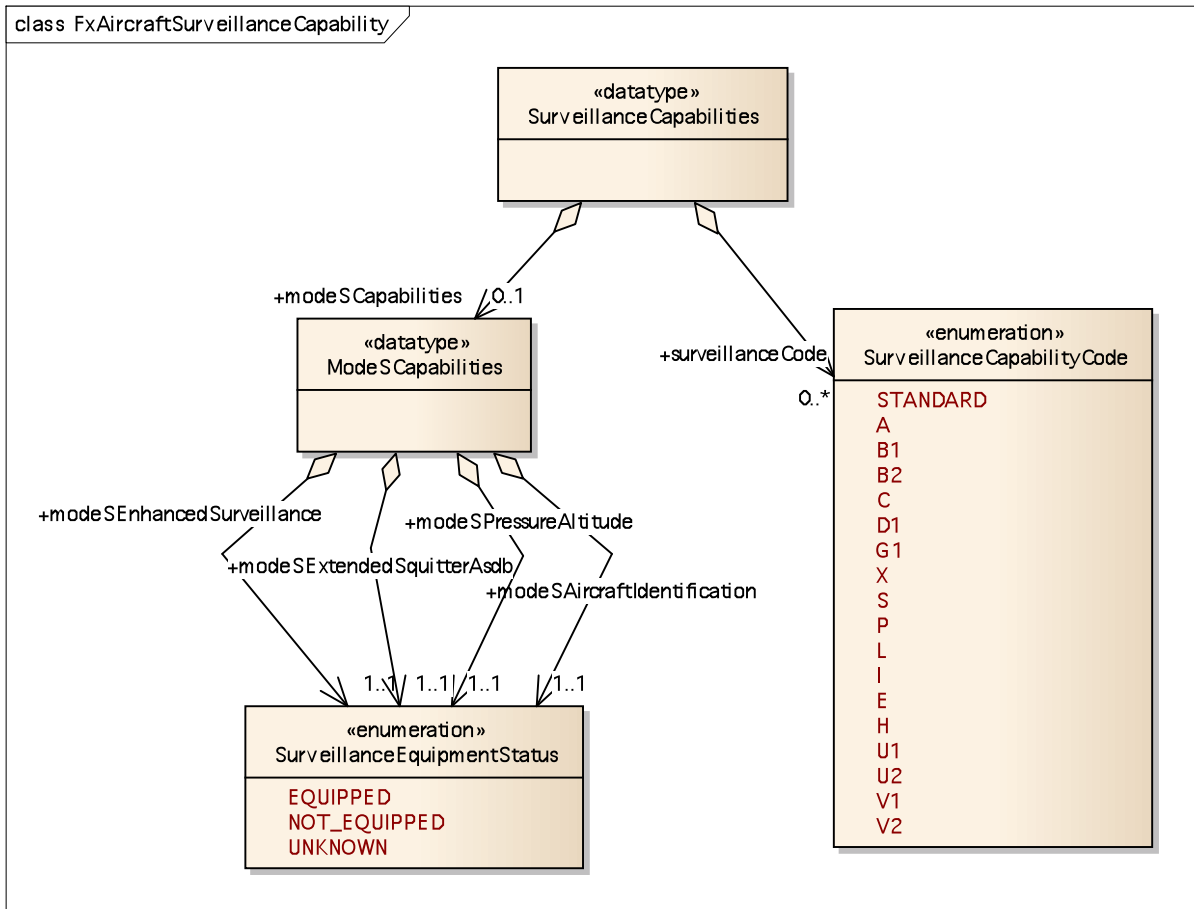 class FxAircraftSurveillanceCapability
«datatype»
SurveillanceCapabilities
+modeSCapabilities
0..1
«datatype»
ModeSCapabilities
+surveillanceCode
0..*
«enumeration»
SurveillanceCapabilityCode
STANDARD
A
B1
B2
C
D1
G1
X
S
P
L
I
E
H
U1
U2
V1
V2
+modeSEnhancedSurveillance
+modeSPressureAltitude
+modeSExtendedSquitterAsdb
+modeSAircraftIdentification
1..1
1..1
1..1
1..1
«enumeration»
SurveillanceEquipmentStatus
EQUIPPED
NOT_EQUIPPED
UNKNOWN